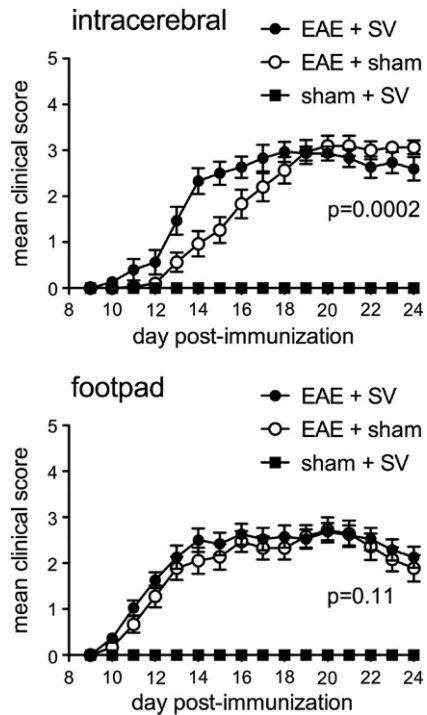 intracerebral
EAE + SV
EAE + sham
sham + SV
mean clinical score
5
4
3
2
1
0
p=0.0002
8 10 12 14 16 18 20 22 24
day post-immunization
footpad
EAE + SV
EAE + sham
sham + SV
mean clinical score
5
4
3
2
1
0
p=0.11
8 10 12 14 16 18 20 22 24
day post-immunization